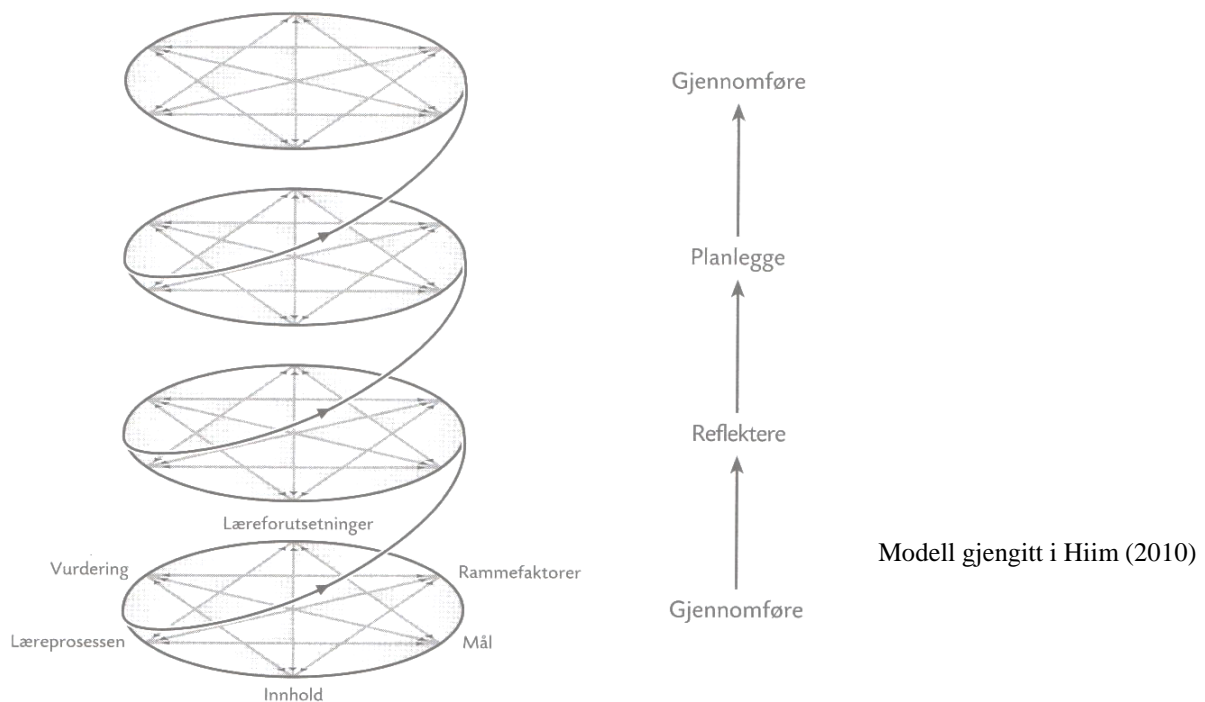 Gjennomføre
Planlegge
Reflektere
Læreforutsetninger
Vurdering
Rammefaktorer
Modell gjengitt i Hiim (2010)
Gjennomføre
Læreprosessen
Mål
Innhold